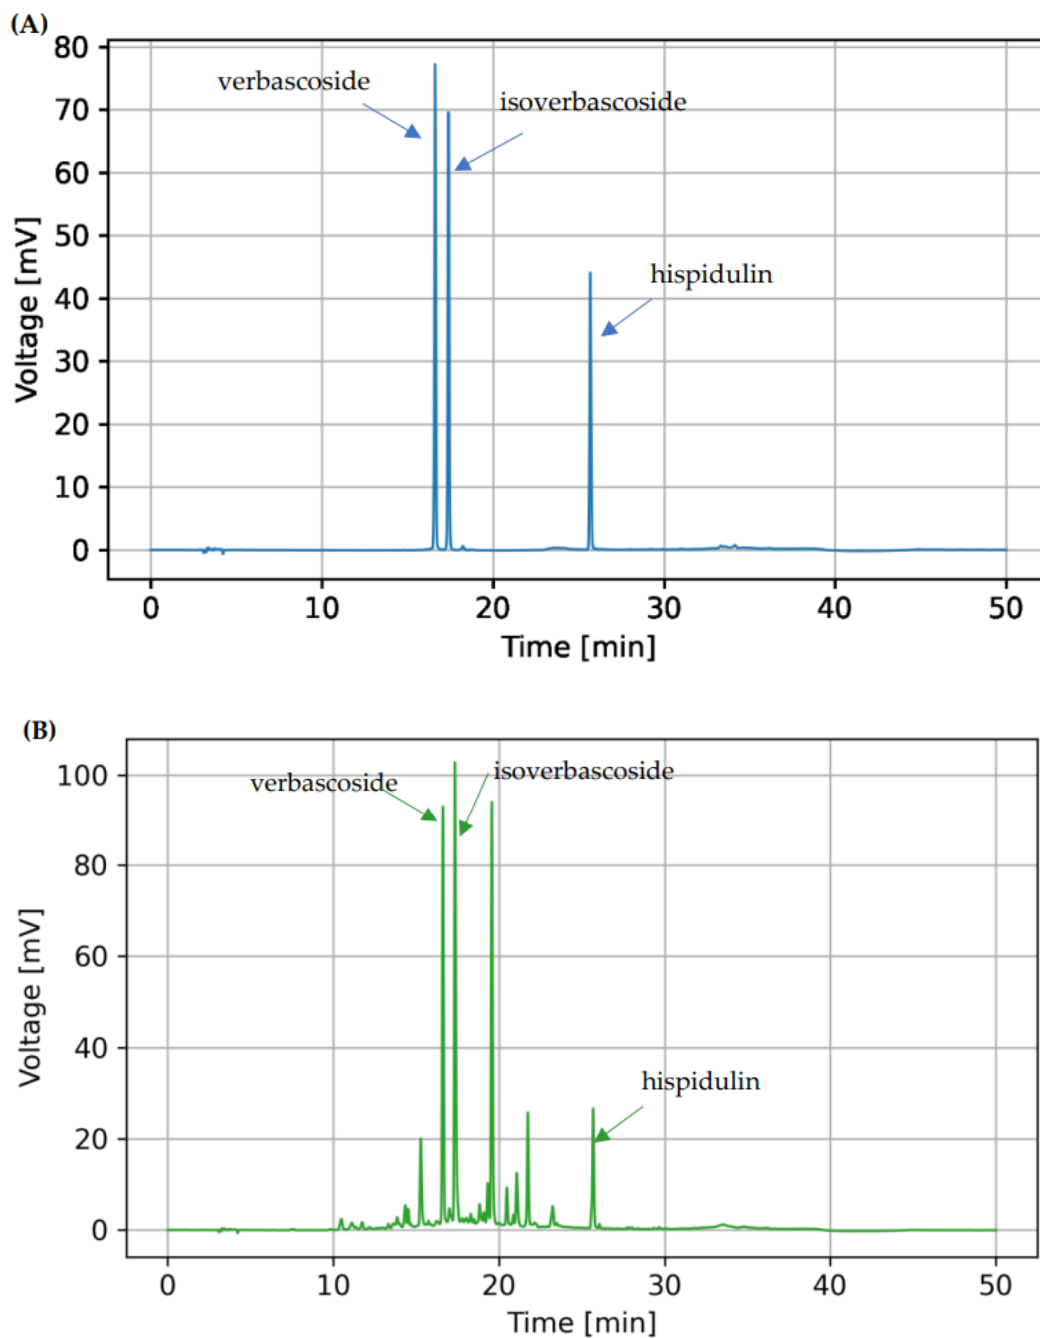 (A)
80
verbascoside
isoverbascoside
70
60
50
hispidulin
40
30
20
10
0
Voltage [mV]
0 10 20 30 40 50
Time [min]
(B)
100
verbascoside
isoverbascoside
80
60
40
hispidulin
20
0
Voltage [mV]
0 10 20 30 40 50
Time [min]